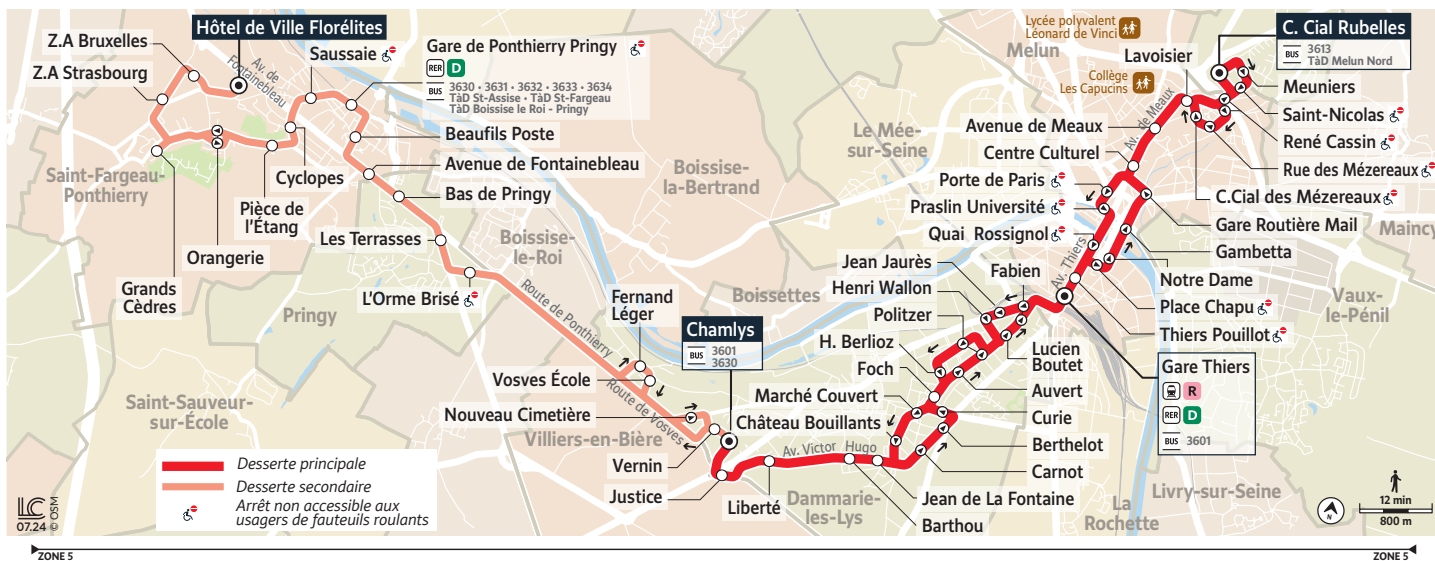 Hôtel de Ville Florélites
Z.A Bruxelles
Z.A Strasbourg
Av. de
Fontainebleau
Saussaie
Gare de Ponthierry Pringy
RER D
BUS
3630 · 3631 · 3632 · 3633 · 3634
TàD St-Assise · TàD St-Fargeau
TàD Boissise le Roi - Pringy
Beaufils Poste
Avenue de Fontainebleau
Bas de Pringy
Cyclopes
Pièce de
l'Étang
Orangerie
Grands
Cèdres
Saint-Fargeau-
Ponthierry
Les Terrasses
L'Orme Brisé
Pringy
Boissise-
le-Roi
Boissise-
la-Bertrand
Boissettes
Saint-Sauveur-
sur-École
Route de Ponthierry
Route de Vosves
Fernand
Léger
Vosves École
Nouveau Cimetière
Villiers-en-Bière
Vernin
Justice
Chamlys
BUS
3601
3630
Liberté
Av. Victor Hugo
Dammarie-
les-Lys
Barthou
Jean de La Fontaine
Carnot
Berthelot
Curie
Auvert
Lucien
Boutet
Château Bouillants
Marché Couvert
Foch
H. Berlioz
Politzer
Henri Wallon
Jean Jaurès
Fabien
Gare Thiers
R
RER D
BUS 3601
Thiers Pouillot
Place Chapu
Notre Dame
Gambetta
Gare Routière Mail
Av. Thiers
Quai Rossignol
Praslin Université
Porte de Paris
Centre Culturel
Avenue de Meaux
Av. de Meaux
Le Mée-
sur-Seine
Melun
Lycée polyvalent
Léonard de Vinci
Collège
Les Capucins
Lavoisier
C. Cial Rubelles
BUS
3613
TàD Melun Nord
Meuniers
Saint-Nicolas
René Cassin
Rue des Mézereaux
C.Cial des Mézereaux
Maincy
Vaux-
le-Pénil
Livry-sur-Seine
La
Rochette
Desserte principale
Desserte secondaire
Arrêt non accessible aux
usagers de fauteuils roulants
LC
07.24 © OSM
N
12 min
800 m
ZONE 5
ZONE 5